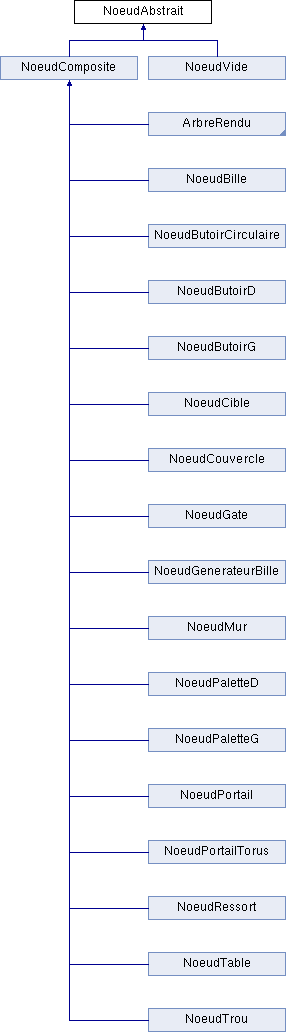 NoeudAbstrait
NoeudComposite NoeudVide
ArbreRendu
NoeudBille
NoeudButoirCirculaire
NoeudButoirD
NoeudButoirG
NoeudCible
NoeudCouvercle
NoeudGate
NoeudGenerateurBille
NoeudMur
NoeudPaletteD
NoeudPaletteG
NoeudPortail
NoeudPortailTorus
NoeudRessort
NoeudTable
NoeudTrou